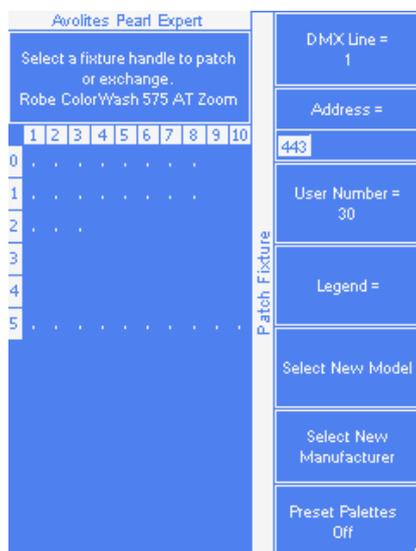 Avolites Pearl Expert
Select a fixture handle to patch
or exchange.
Robe ColorWash 575 AT Zoom
1 2 3 4 5 6 7 8 9 10
0
1
2
3
4
5
Patch Fixture
DMX Line =
1
Address =
443
User Number =
30
Legend =
Select New Model
Select New
Manufacturer
Preset Palettes
Off